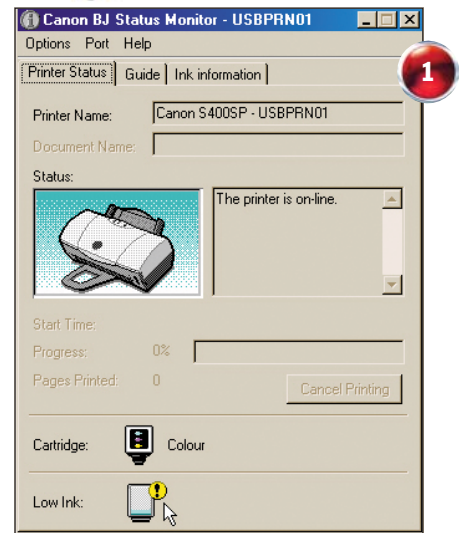 Canon BJ Status Monitor - USBPRN01
Options Port Help
Printer Status Guide Ink information
1
Printer Name: Canon S400SP - USBPRN01
Document Name:
Status:
The printer is on-line.
Start Time:
Progress: 0%
Pages Printed: 0 Cancel Printing
Cartridge: Colour
Low Ink: !